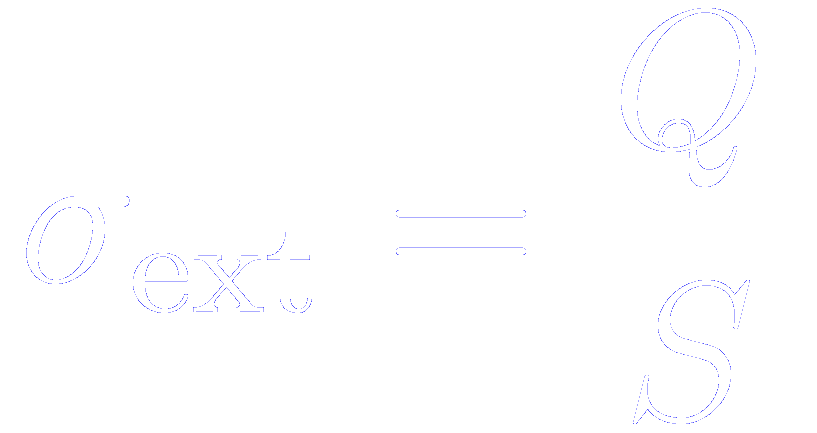 σ_ext = Q/S